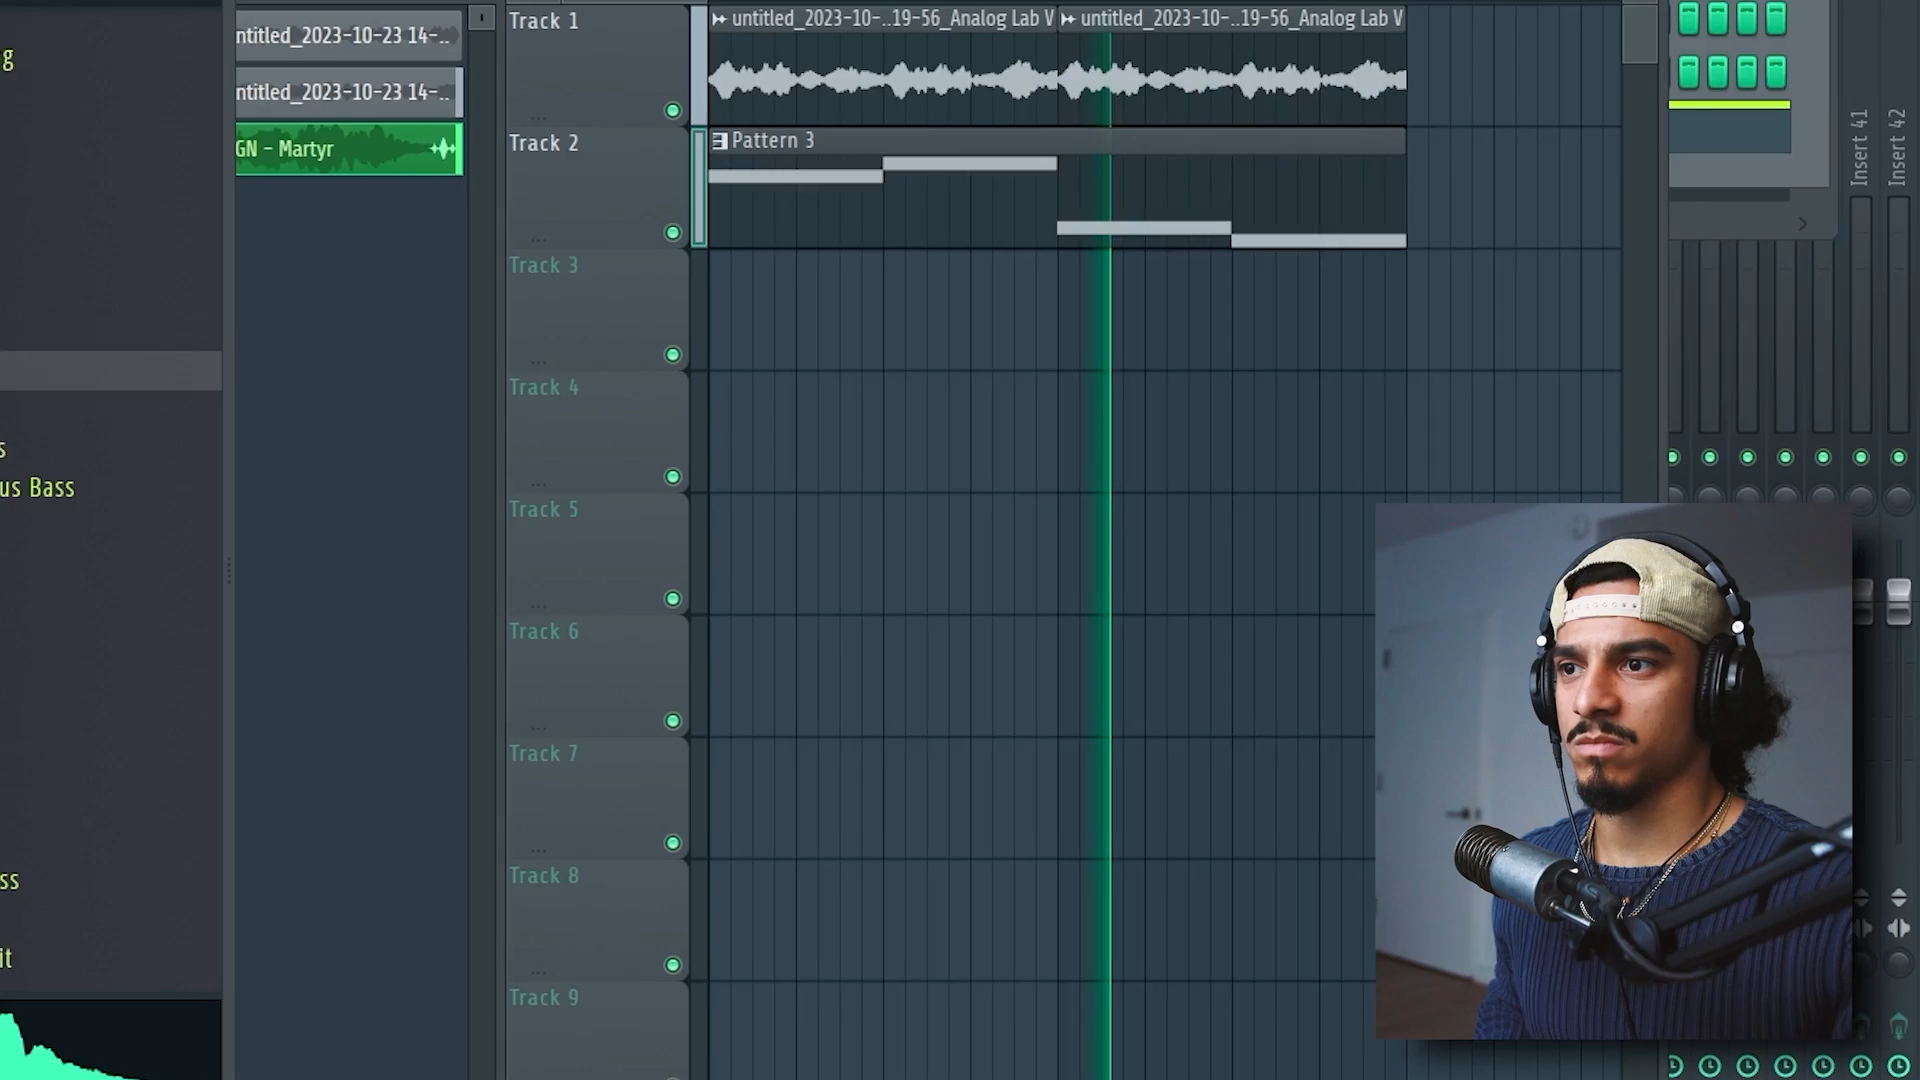 g
us Bass
ss
it
ntitled_2023-10-23 14-..
ntitled_2023-10-23 14-..
GN - Martyr
Track 1
untitled_2023-10-..19-56_Analog Lab V
untitled_2023-10-..19-56_Analog Lab V
Track 2
Pattern 3
Track 3
Track 4
Track 5
Track 6
Track 7
Track 8
Track 9
Insert 41
Insert 42